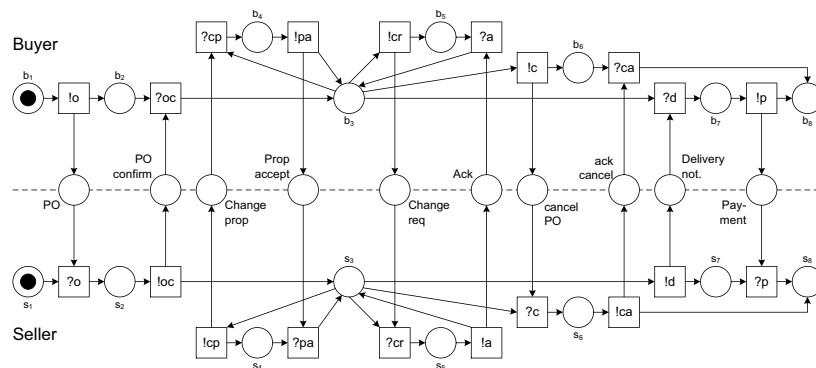 b4 b5
?cp !pa !cr ?a b6
Buyer !c ?ca
b1 b2
!o ?oc ?d !p
b3 b7 b8
PO confirm Prop accept Ack ack cancel Delivery not.
PO Change prop Change req cancel PO Pay-ment
s3
?o !oc !d s7 ?p s8
s1 s2
?c !ca
Seller s6
!cp ?pa ?cr !a
s4 s5